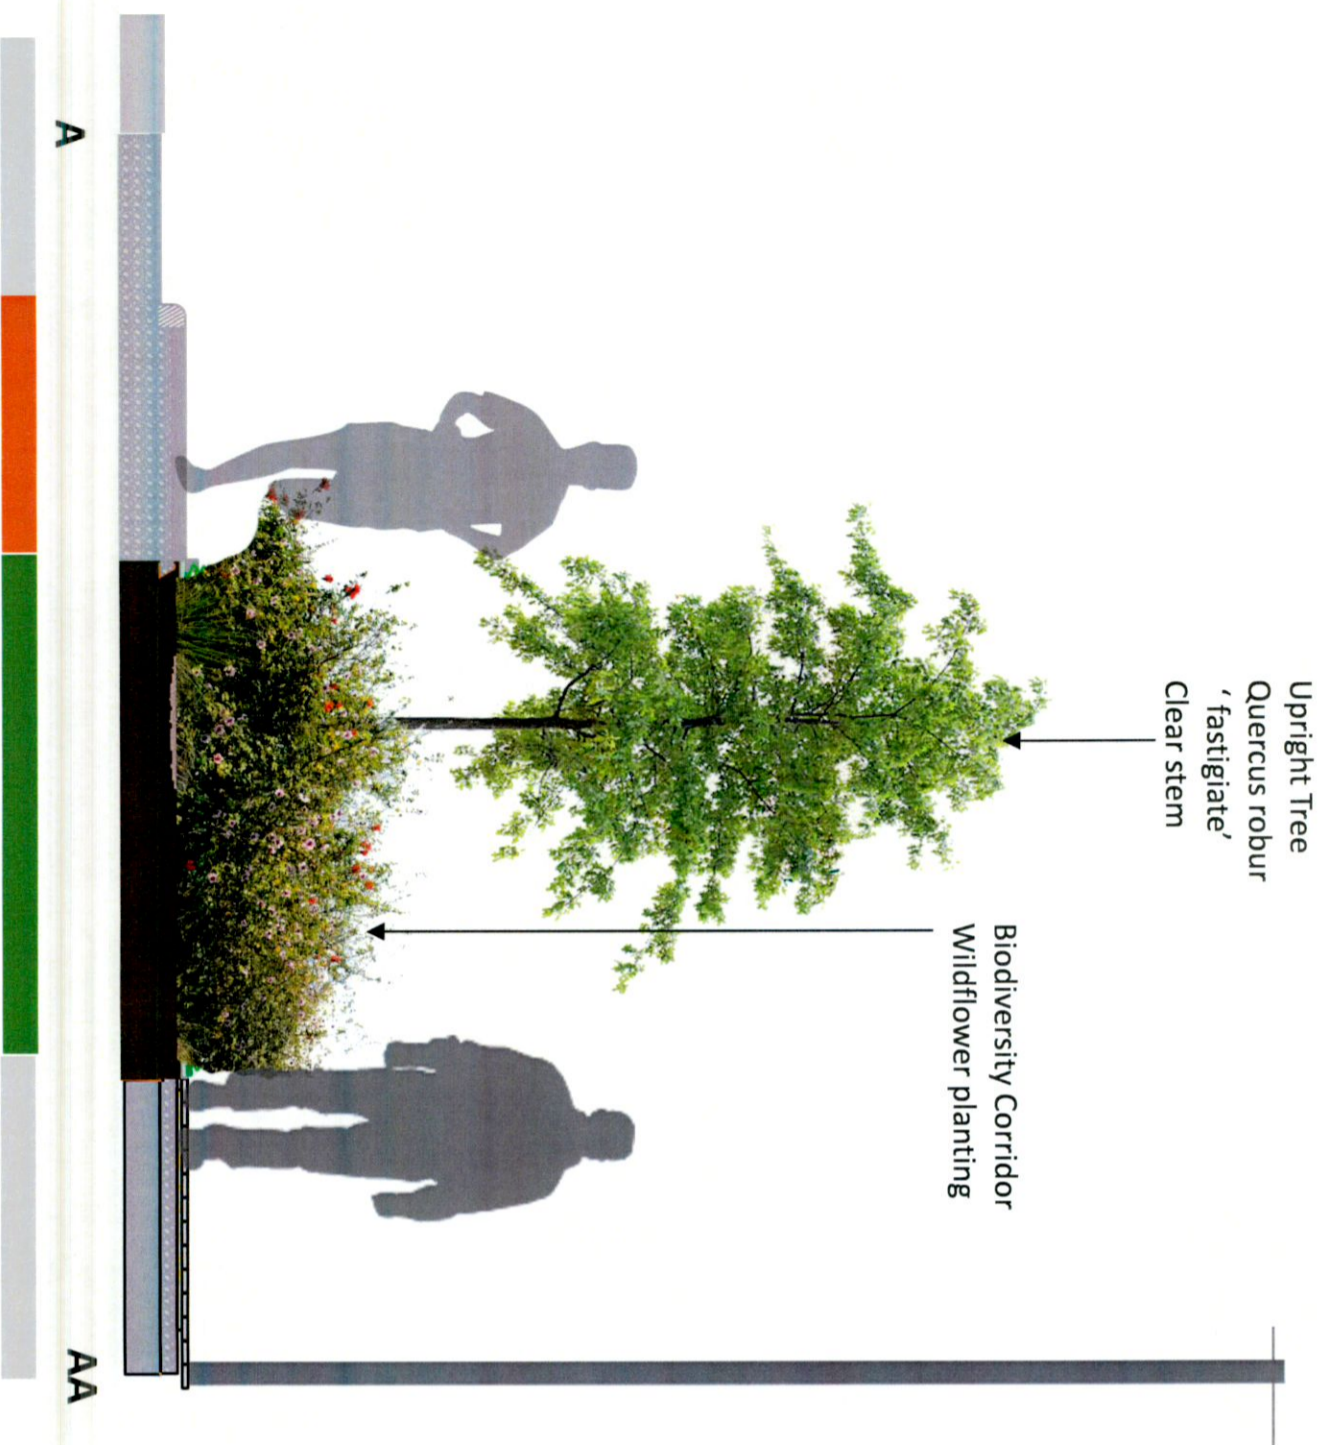 Upright Tree
Quercus robur
‘ fastigiate’
Clear stem
Biodiversity Corridor
Wildflower planting
A
AA